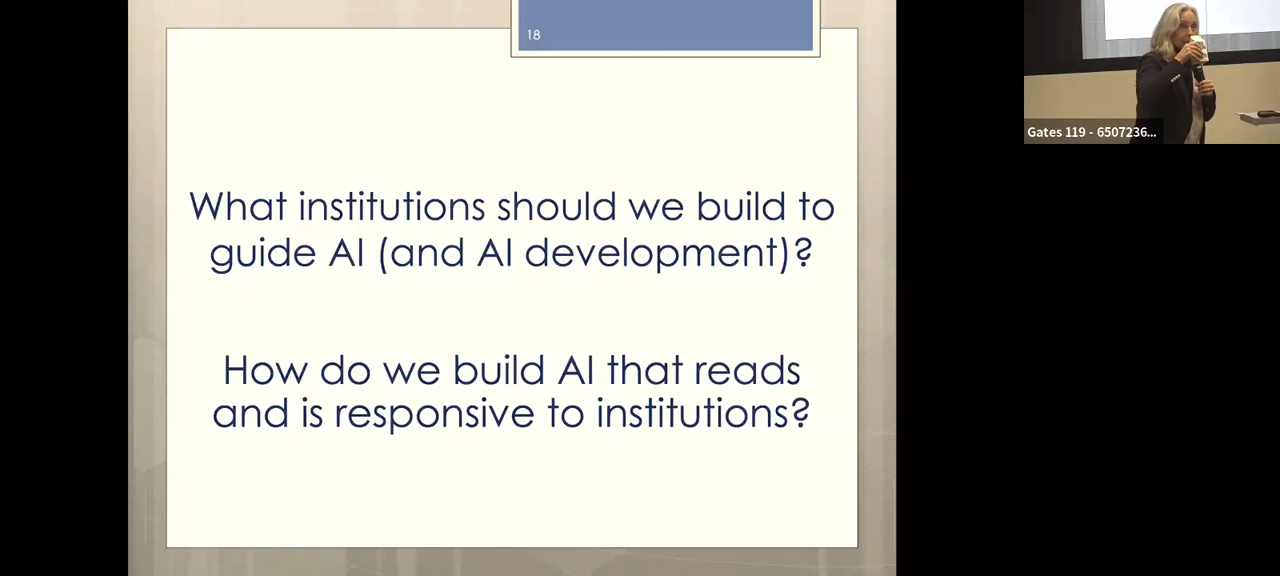 18
What institutions should we build to
guide AI (and AI development)?
How do we build AI that reads
and is responsive to institutions?
Gates 119 - 6507236...